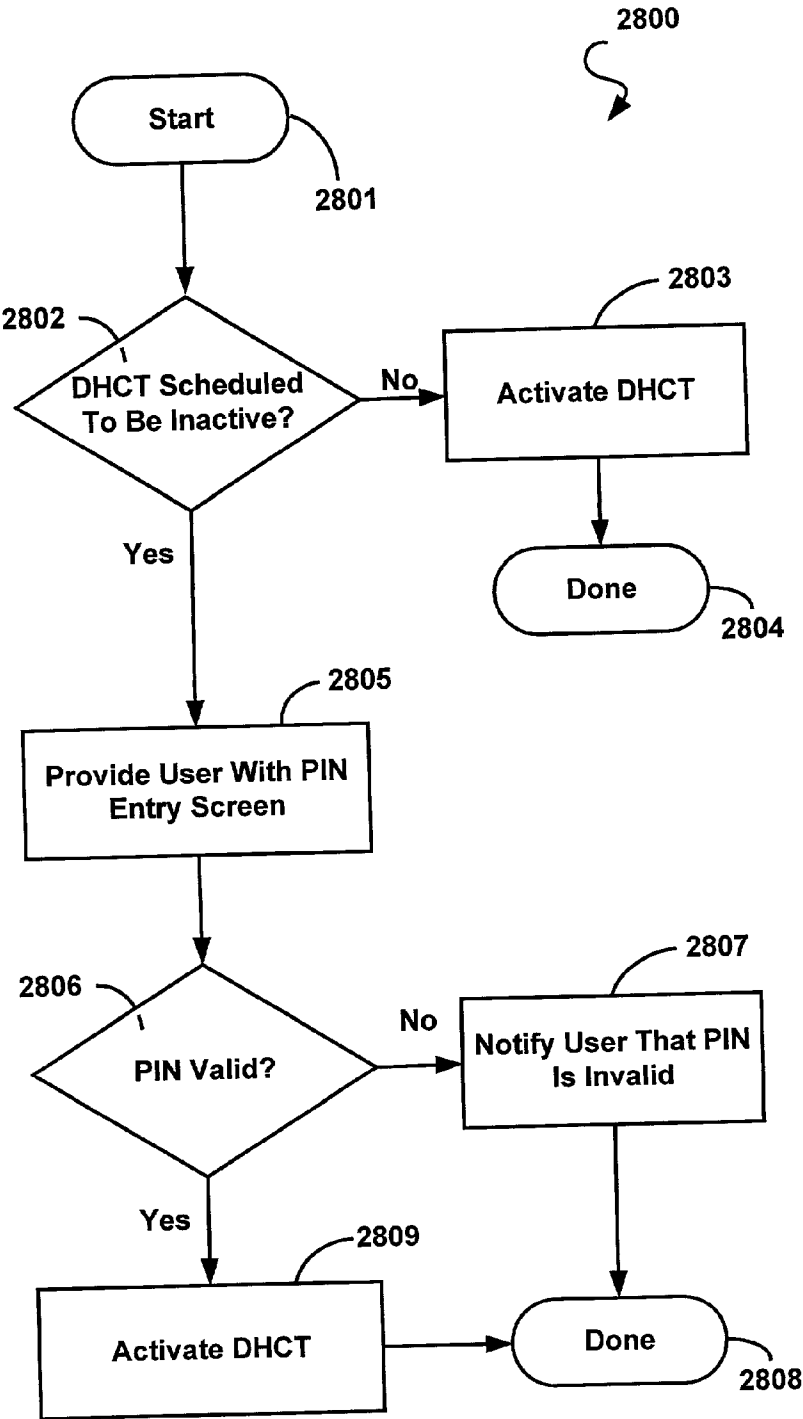 2800
Start
2801
2802
DHCT Scheduled
To Be Inactive?
No
2803
Activate DHCT
Yes
Done
2804
2805
Provide User With PIN
Entry Screen
2806
PIN Valid?
No
2807
Notify User That PIN
Is Invalid
Yes
2809
Activate DHCT
Done
2808